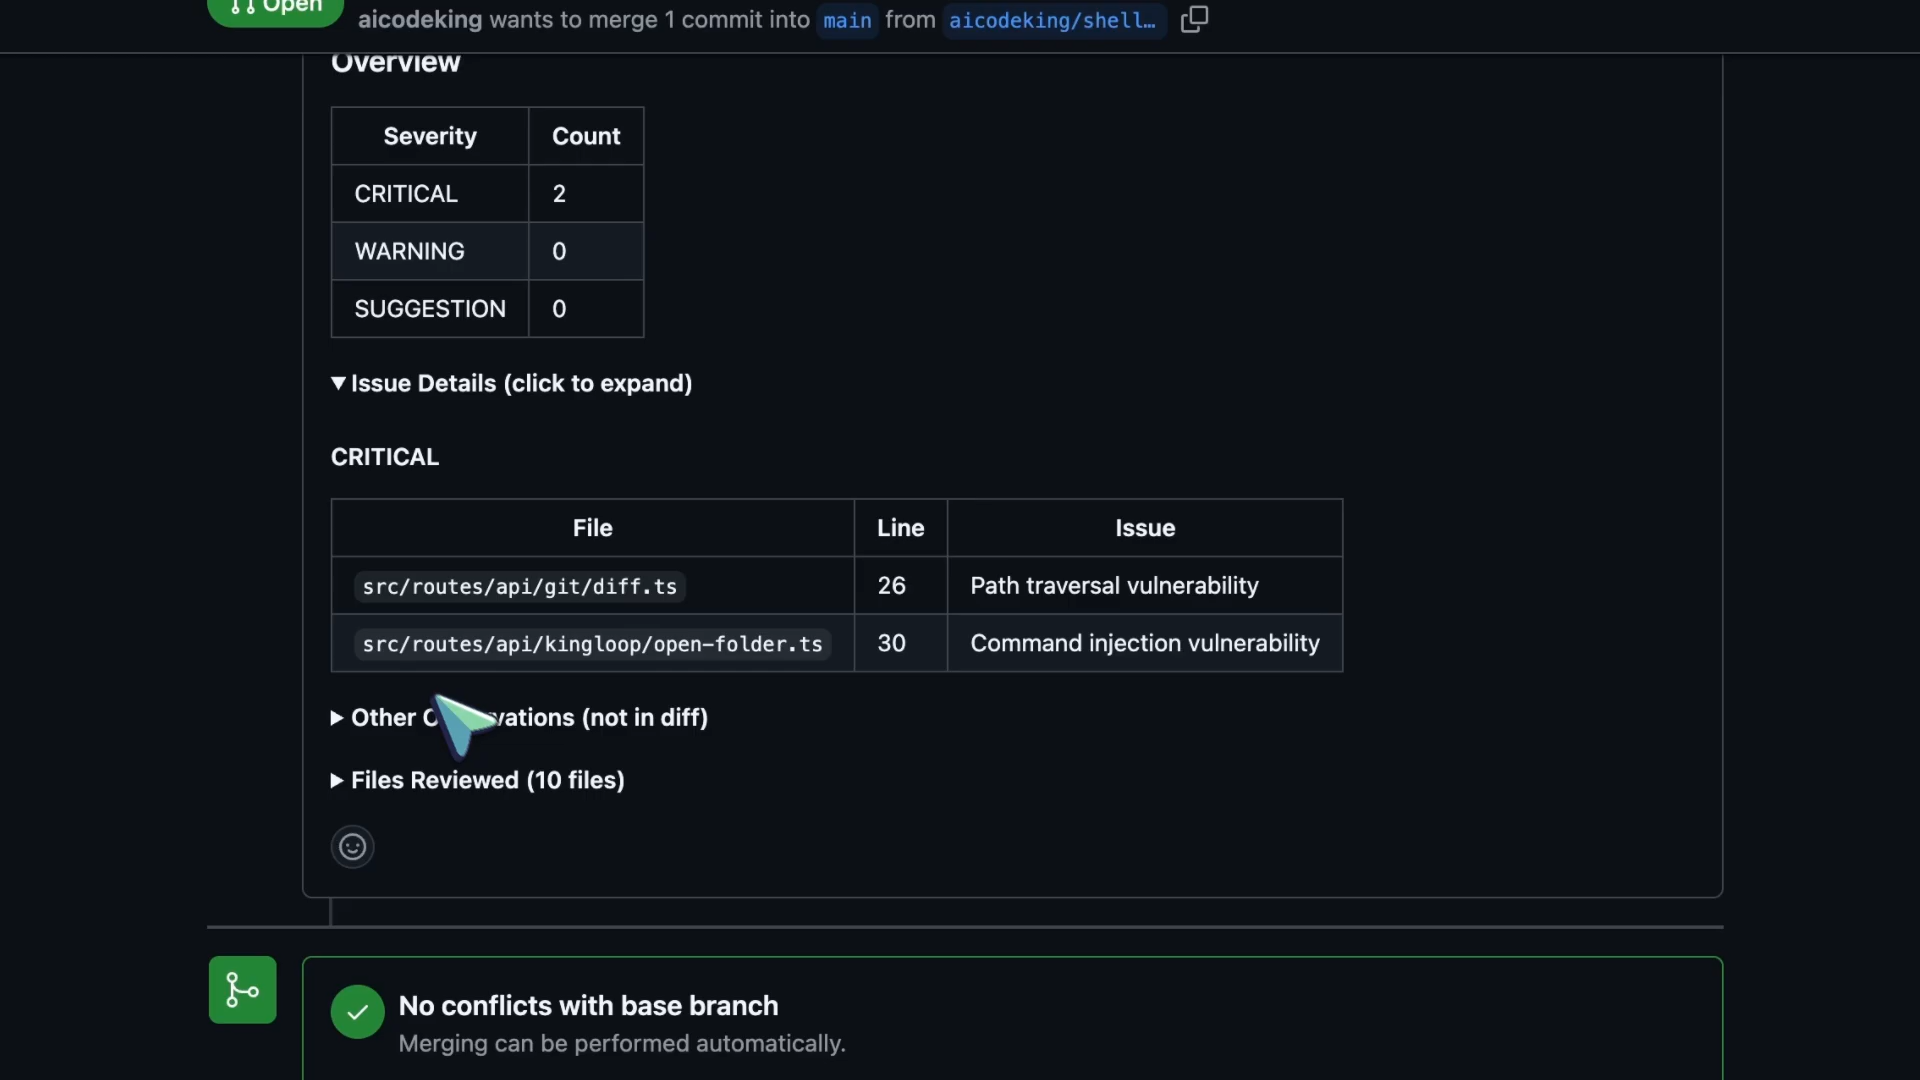 Open
aicodeking wants to merge 1 commit into main from aicodeking/shell…
Overview
Severity Count
CRITICAL 2
WARNING 0
SUGGESTION 0
Issue Details (click to expand)
CRITICAL
File Line Issue
src/routes/api/git/diff.ts 26 Path traversal vulnerability
src/routes/api/kingloop/open-folder.ts 30 Command injection vulnerability
Other (not in diff)
Files Reviewed (10 files)
No conflicts with base branch
Merging can be performed automatically.